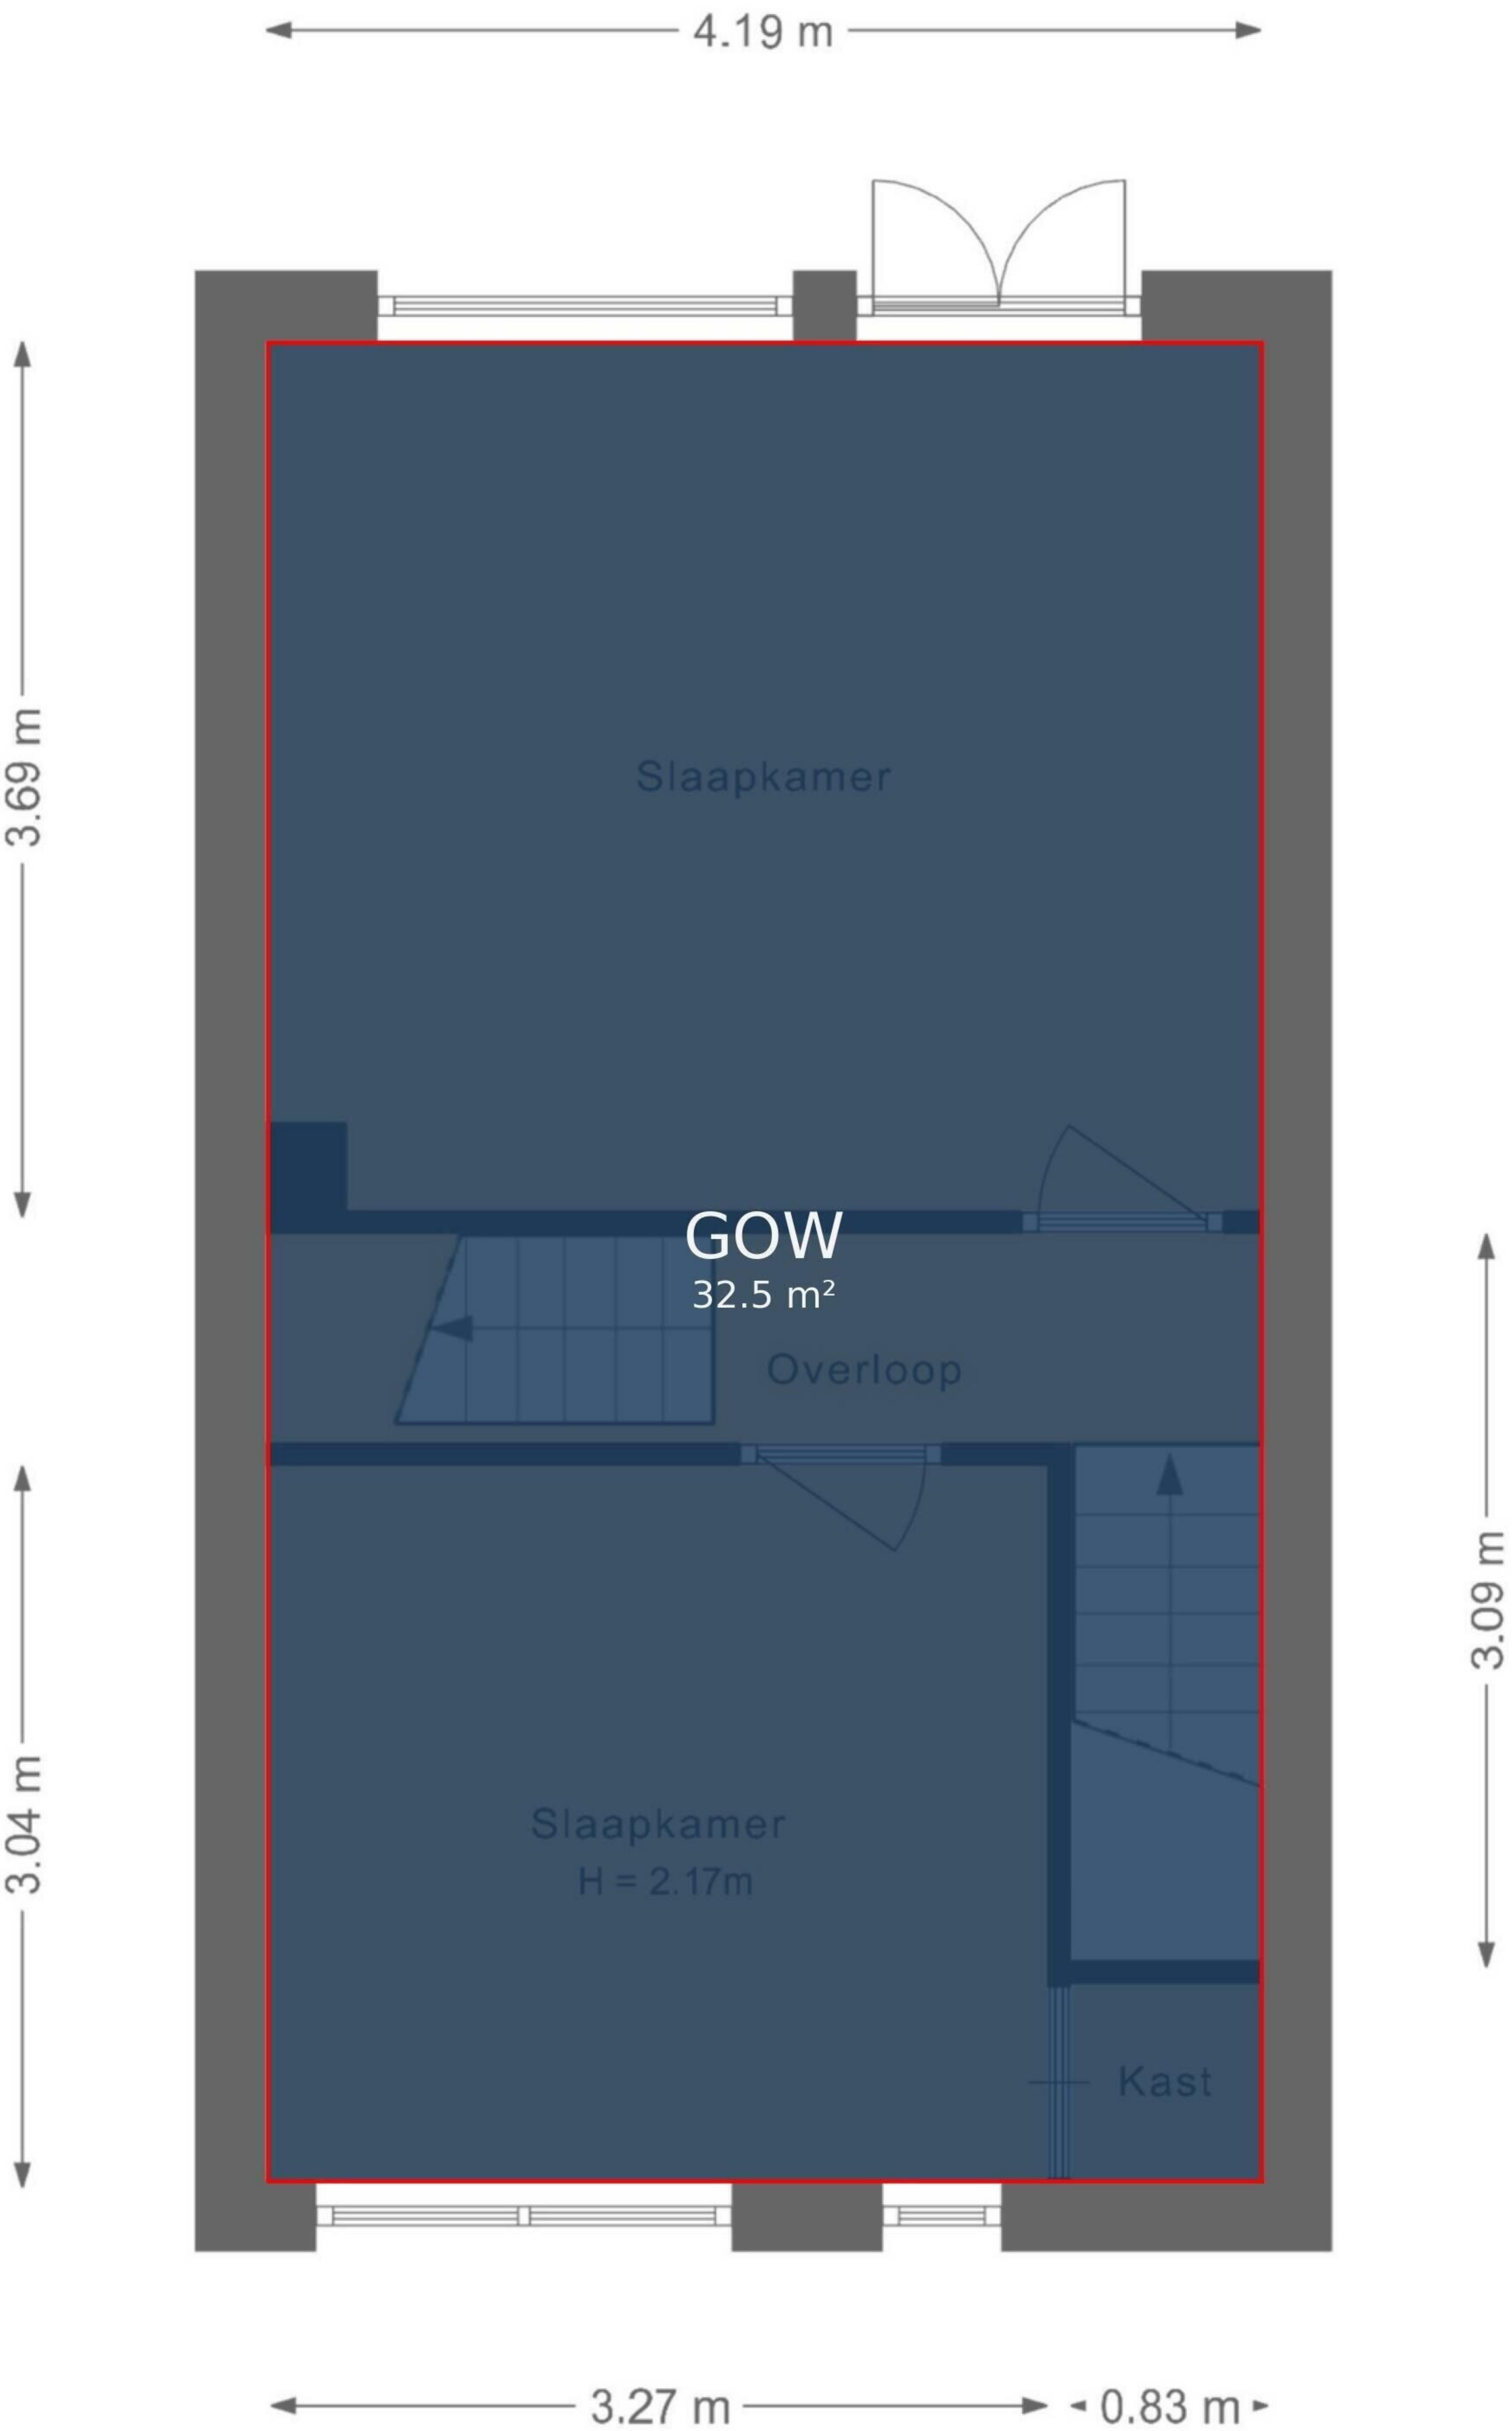 4.19 m
3.69 m
Slaapkamer
GOW
32.5 m²
Overloop
3.09 m
3.04 m
Slaapkamer
H = 2.17m
Kast
3.27 m
0.83 m